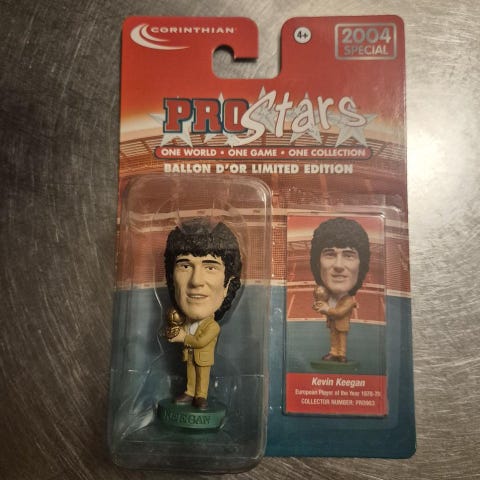 CORINTHIAN
4+
2004
SPECIAL
PROStars
ONE WORLD • ONE GAME • ONE COLLECTION
BALLON D'OR LIMITED EDITION
KEEGAN
Kevin Keegan
European Player of the Year 1978-79
COLLECTOR NUMBER: PR0963